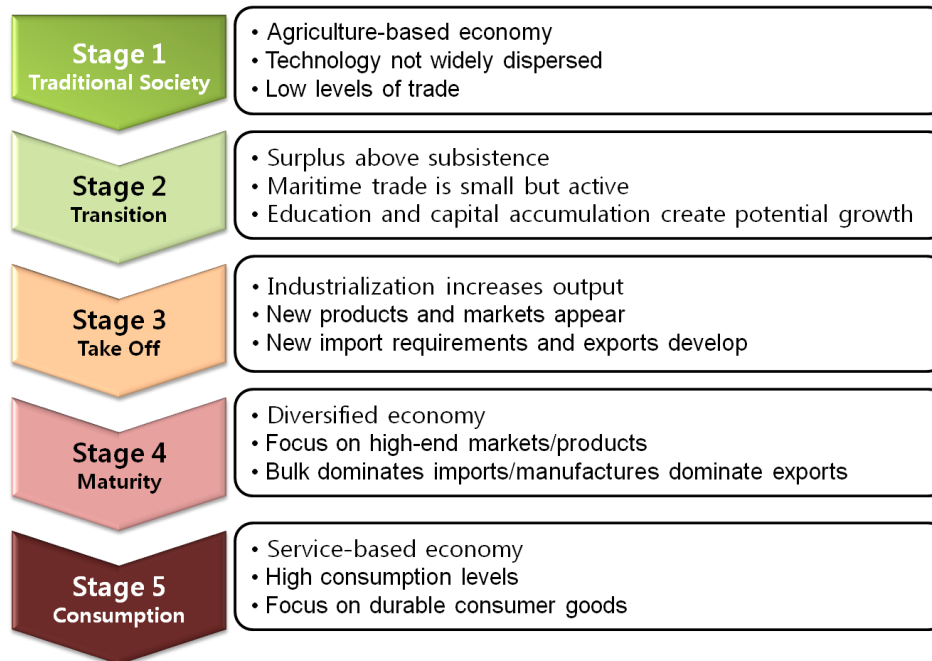 Stage 1
Traditional Society
• Agriculture-based economy
• Technology not widely dispersed
• Low levels of trade
Stage 2
Transition
• Surplus above subsistence
• Maritime trade is small but active
• Education and capital accumulation create potential growth
Stage 3
Take Off
• Industrialization increases output
• New products and markets appear
• New import requirements and exports develop
Stage 4
Maturity
• Diversified economy
• Focus on high-end markets/products
• Bulk dominates imports/manufactures dominate exports
Stage 5
Consumption
• Service-based economy
• High consumption levels
• Focus on durable consumer goods